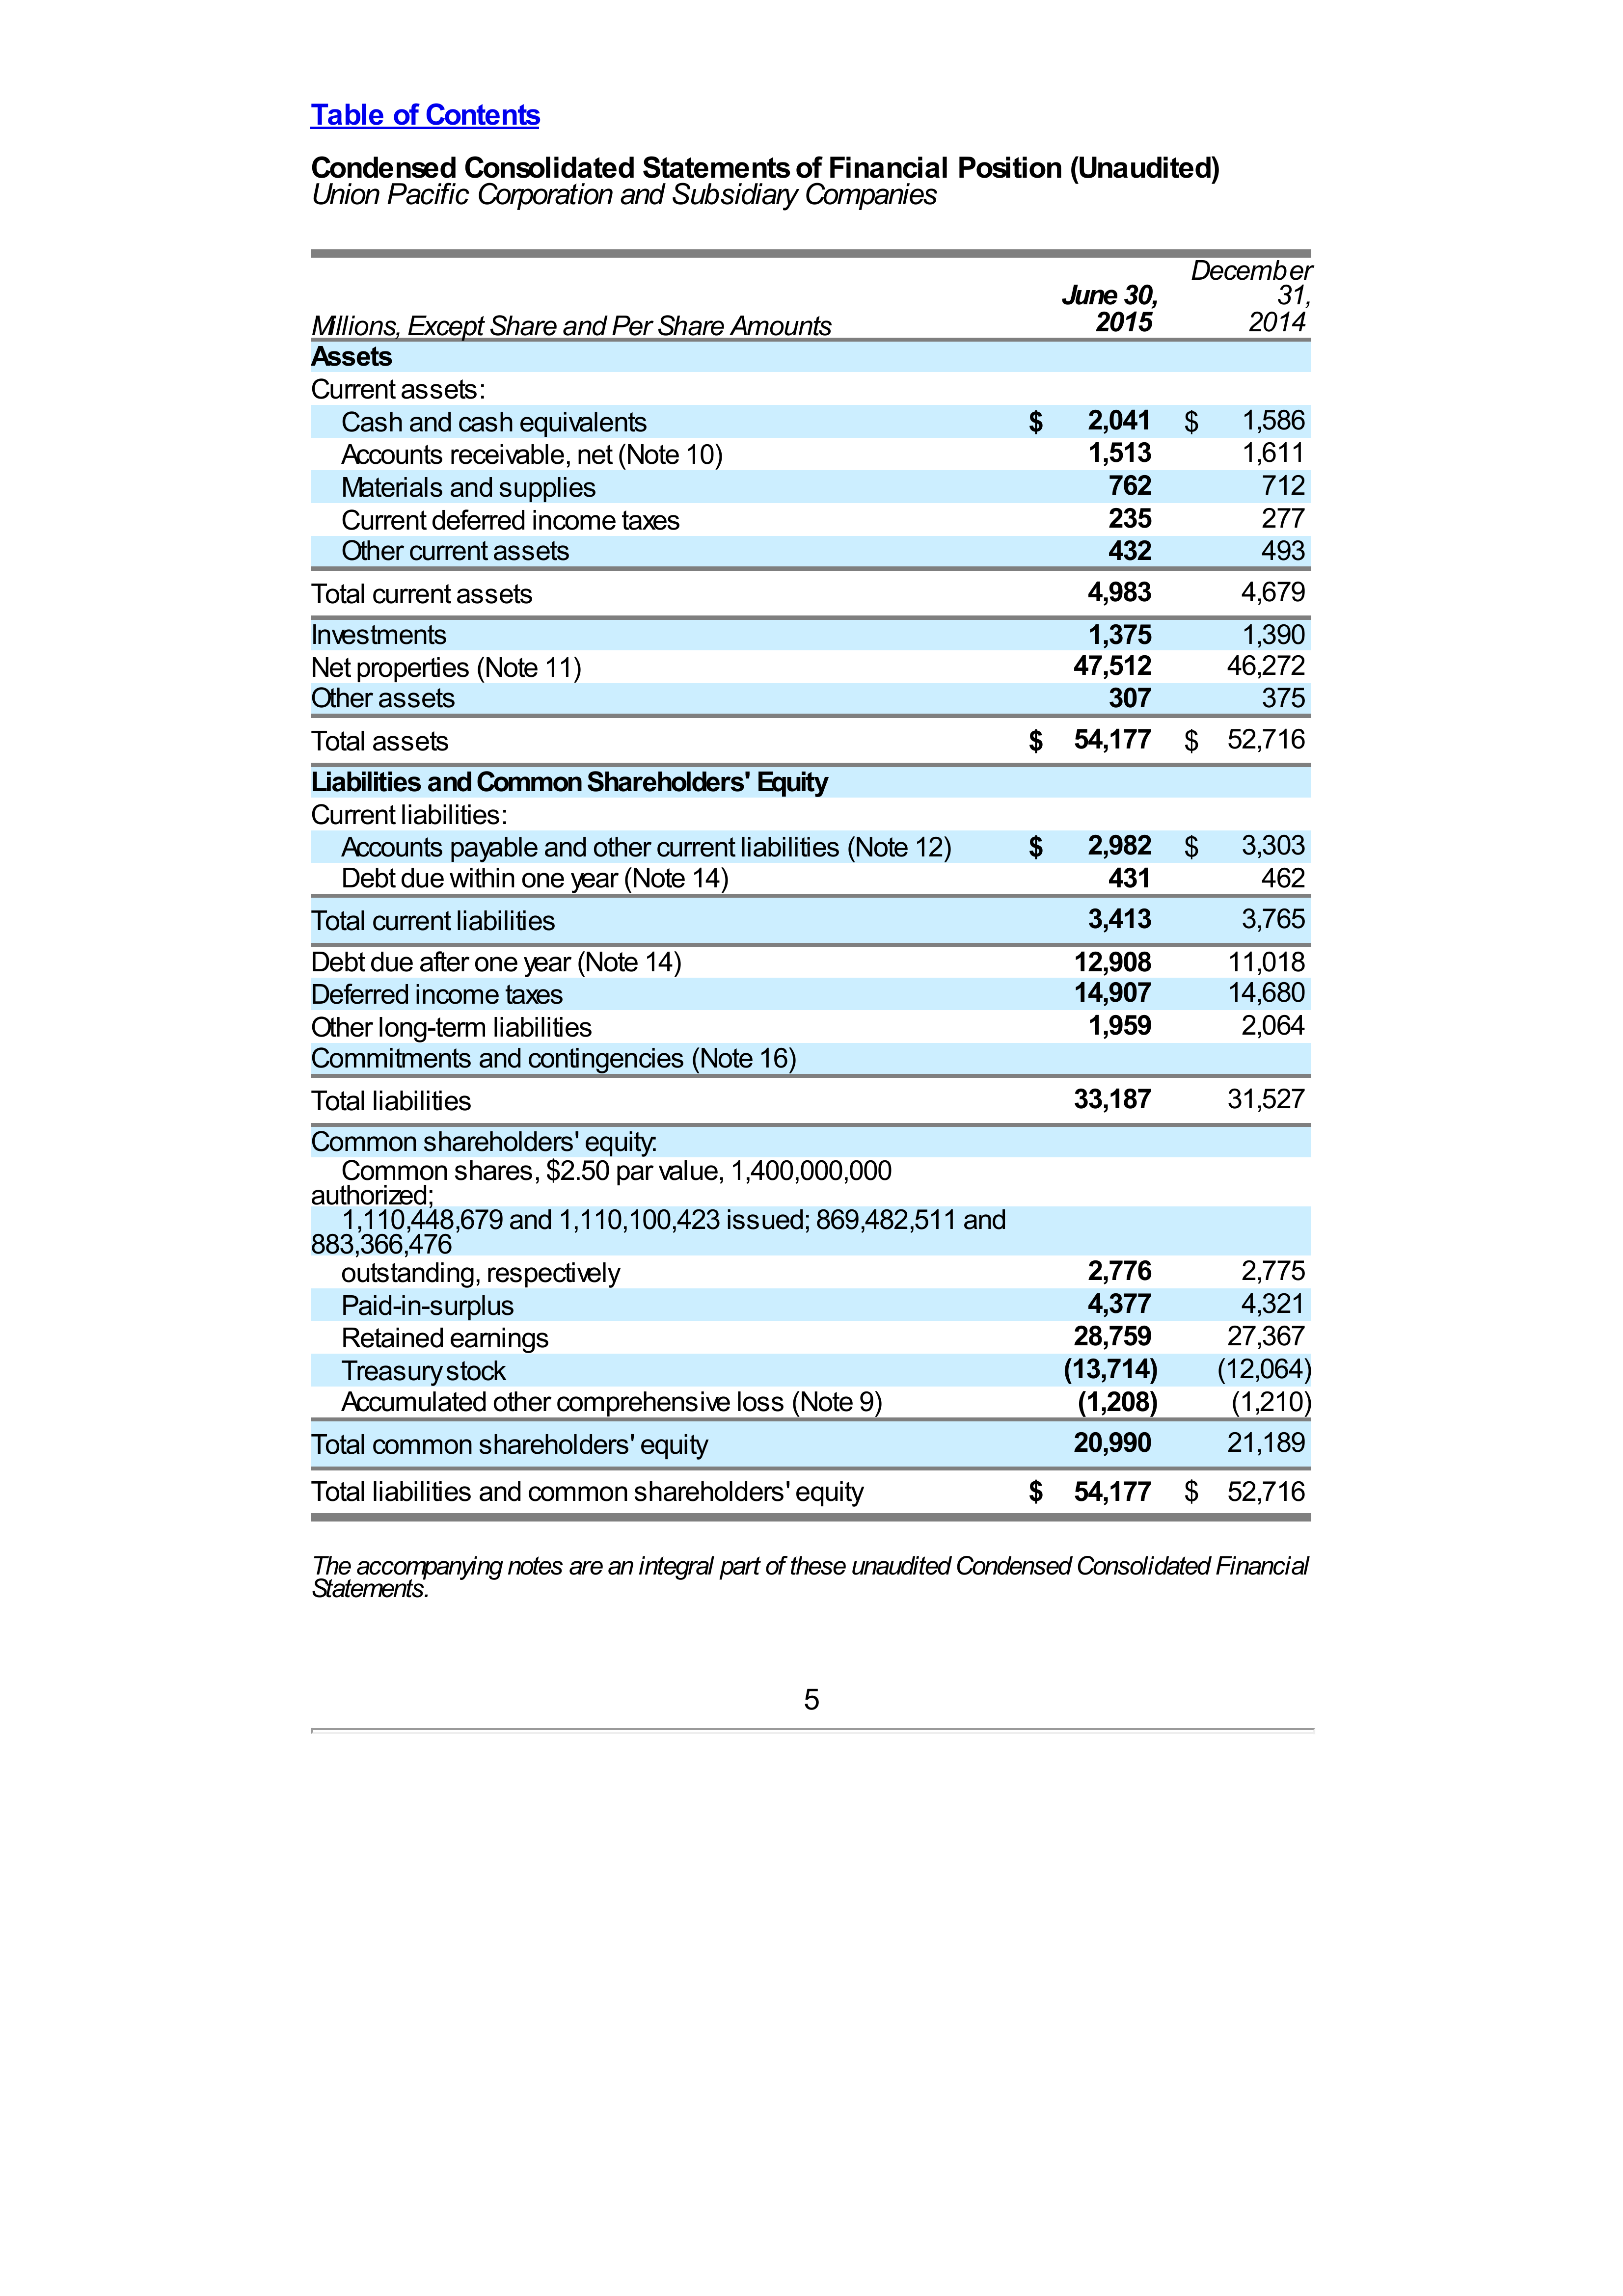 Table of Contents
Condensed Consolidated Statements of Financial Position (Unaudited)
Union Pacific Corporation and Subsidiary Companies
December
June 30, 31,
Millions, Except Share and Per Share Amounts 2015 2014
Assets
Current assets:
Cash and cash equivalents $ 2,041 $ 1,586
Accounts receivable, net (Note 10) 1,513 1,611
Materials and supplies 762 712
Current deferred income taxes 235 277
Other current assets 432 493
Total current assets 4,983 4,679
Investments 1,375 1,390
Net properties (Note 11) 47,512 46,272
Other assets 307 375
Total assets $ 54,177 $ 52,716
Liabilities and Common Shareholders' Equity
Current liabilities:
Accounts payable and other current liabilities (Note 12) $ 2,982 $ 3,303
Debt due within one year (Note 14) 431 462
Total current liabilities 3,413 3,765
Debt due after one year (Note 14) 12,908 11,018
Deferred income taxes 14,907 14,680
Other long-term liabilities 1,959 2,064
Commitments and contingencies (Note 16)
Total liabilities 33,187 31,527
Common shareholders' equity:
Common shares, $2.50 par value, 1,400,000,000
authorized;
1,110,448,679 and 1,110,100,423 issued; 869,482,511 and
883,366,476
outstanding, respectively 2,776 2,775
Paid-in-surplus 4,377 4,321
Retained earnings 28,759 27,367
Treasury stock (13,714) (12,064)
Accumulated other comprehensive loss (Note 9) (1,208) (1,210)
Total common shareholders' equity 20,990 21,189
Total liabilities and common shareholders' equity $ 54,177 $ 52,716
The accompanying notes are an integral part of these unaudited Condensed Consolidated Financial
Statements.
5